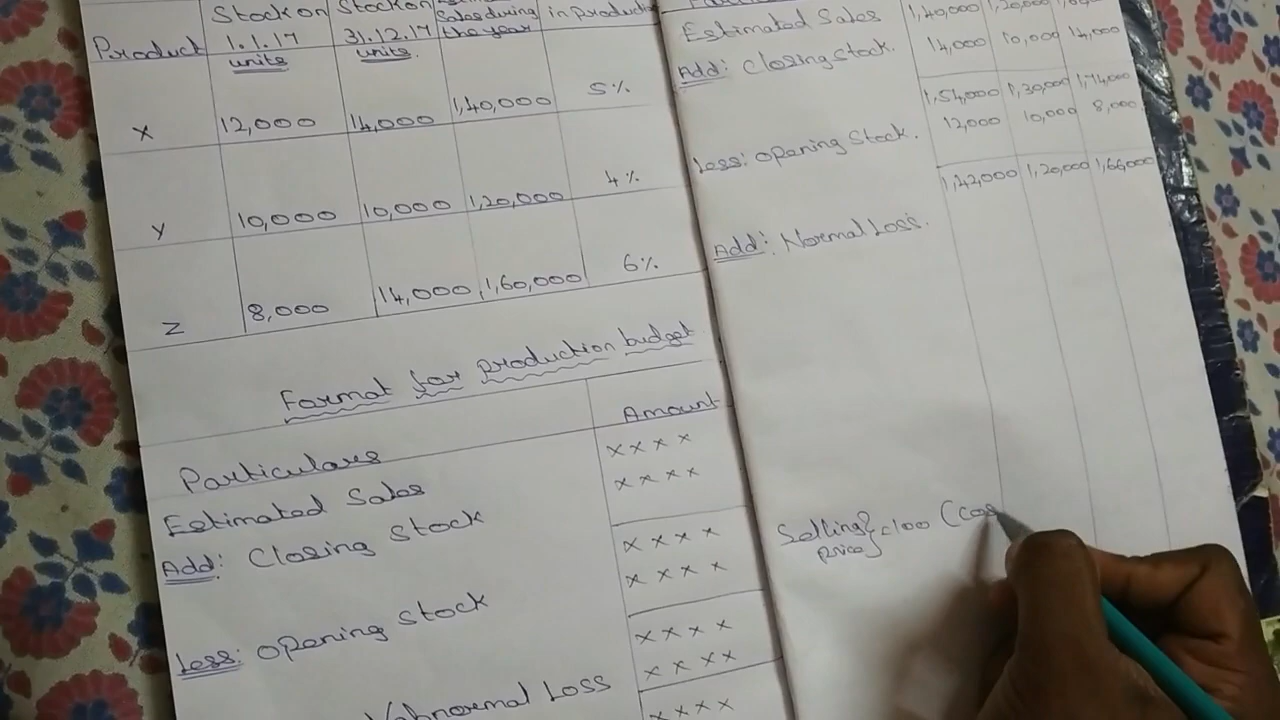 Stock on Stock on in product
Product 1.1.17 31.12.17 Sales during
units units the year
X 12,000 14,000 1,40,000 5%
Y 10,000 10,000 1,20,000 4%
Z 8,000 14,000 1,60,000 6%
Format for production budget
Particulars Amount
Estimated Sales xxxx
Add: Closing Stock xxxx
xxxx
Less: Opening Stock xxxx
xxxx
Normal Loss xxxx
xxxx
Estimated Sales 1,40,000 1,20,000
Add: Closing Stock. 14,000 10,000 14,000
1,54,000 1,30,000 1,74,000
Less: Opening Stock. 12,000 10,000 8,000
1,42,000 1,20,000 1,66,000
Add: Normal Loss.
Selling
price